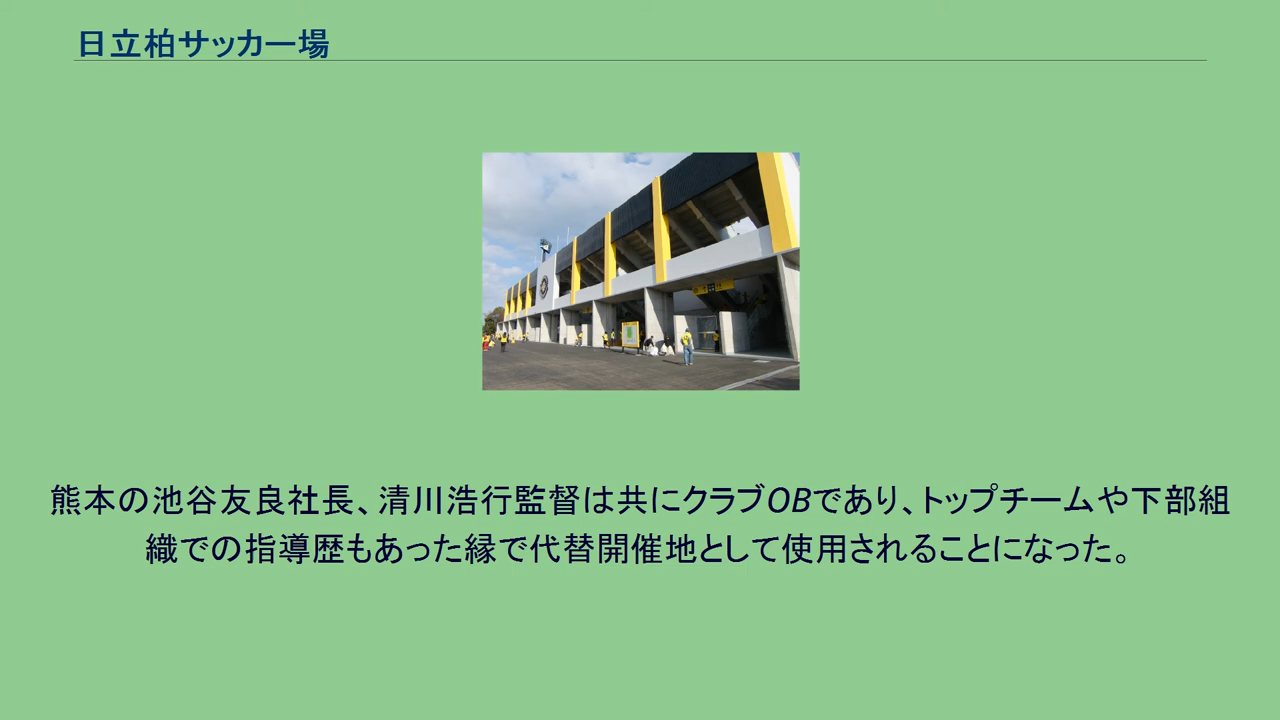 日立柏サッカー場
熊本の池谷友良社長、清川浩行監督は共にクラブOBであり、トップチームや下部組
織での指導歴もあった縁で代替開催地として使用されることになった。